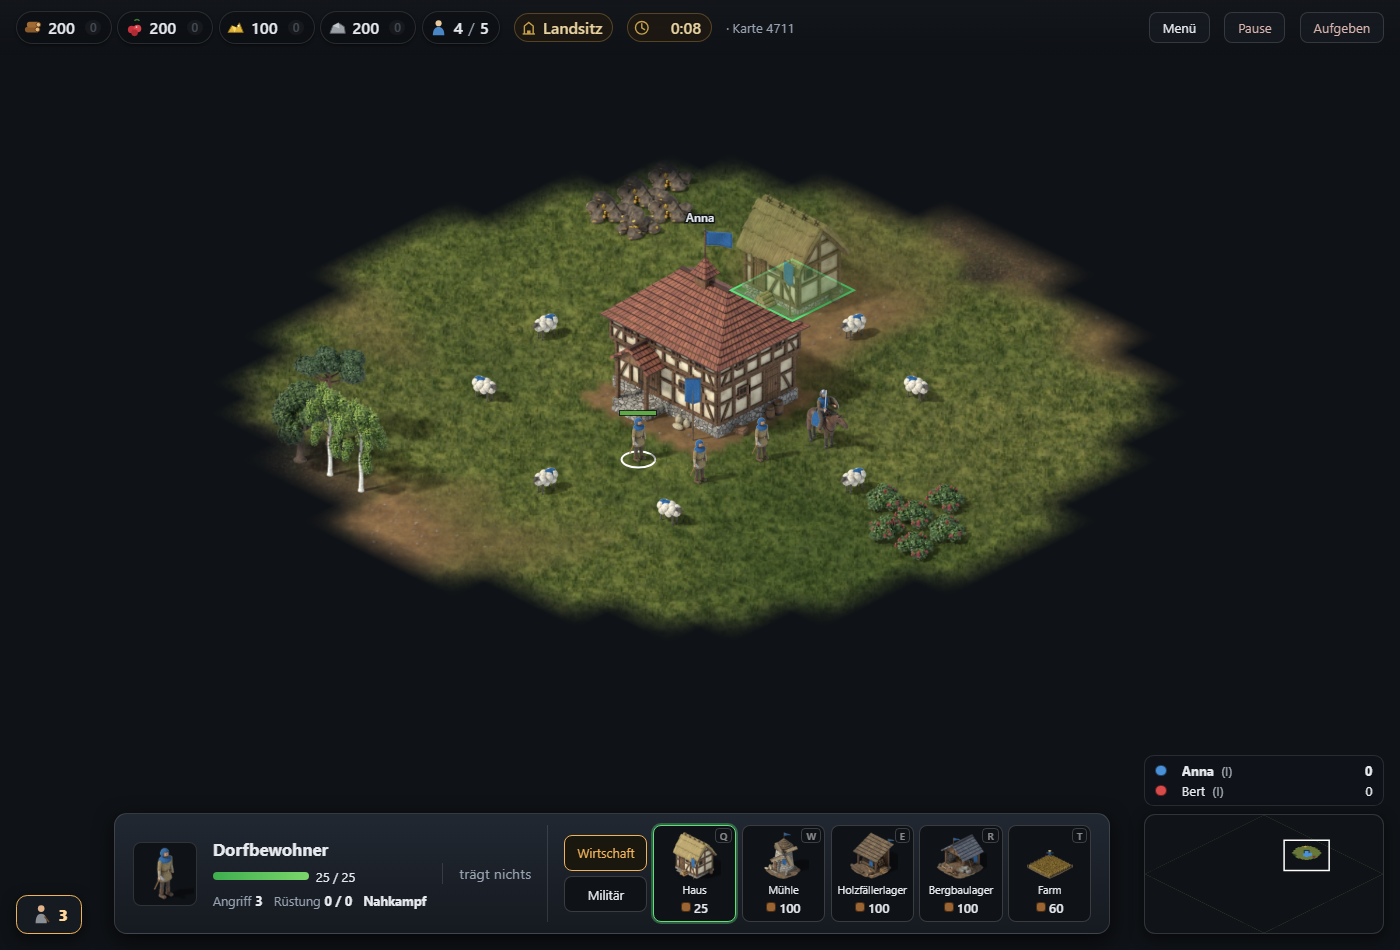 200 0 200 0 100 0 200 0 4 / 5 Landsitz 0:08 · Karte 4711 Menü Pause Aufgeben
Anna
Anna (I) 0
Bert (I) 0
Dorfbewohner
25 / 25
Angriff 3 Rüstung 0 / 0 Nahkampf
trägt nichts
Wirtschaft
Militär
Q
Haus
25
W
Mühle
100
E
Holzfällerlager
100
R
Bergbaulager
100
T
Farm
60
3